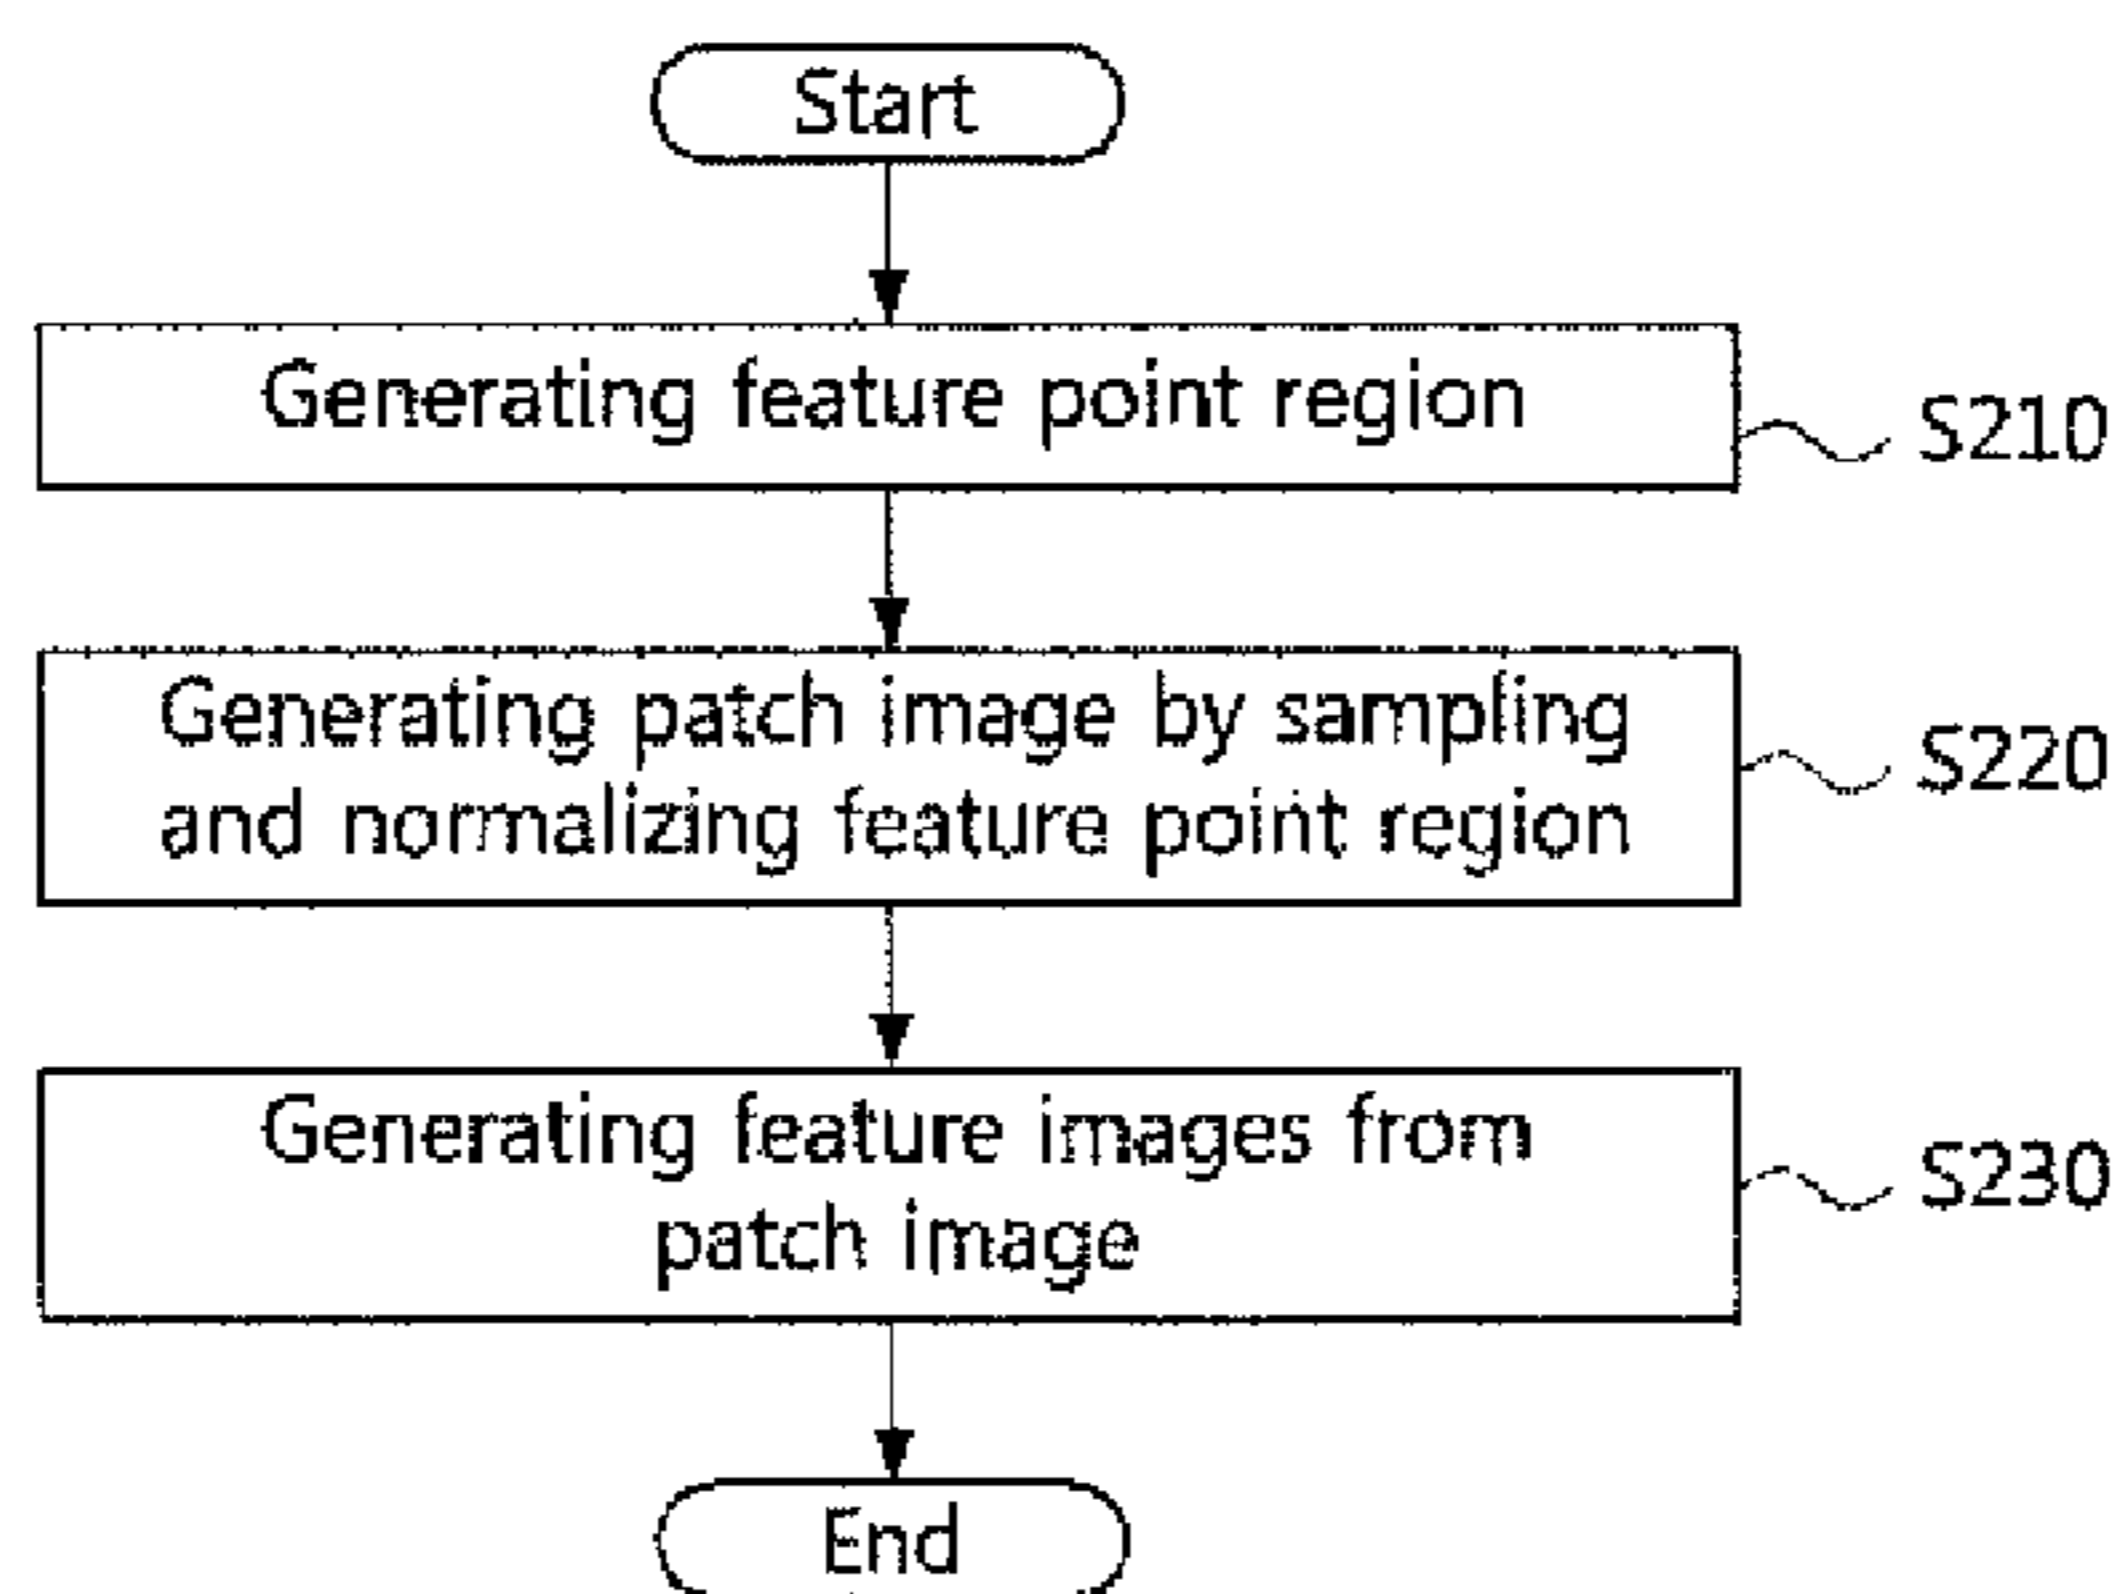 Start
Generating feature point region
S210
Generating patch image by sampling
and normalizing feature point region
S220
Generating feature images from
patch image
S230
End